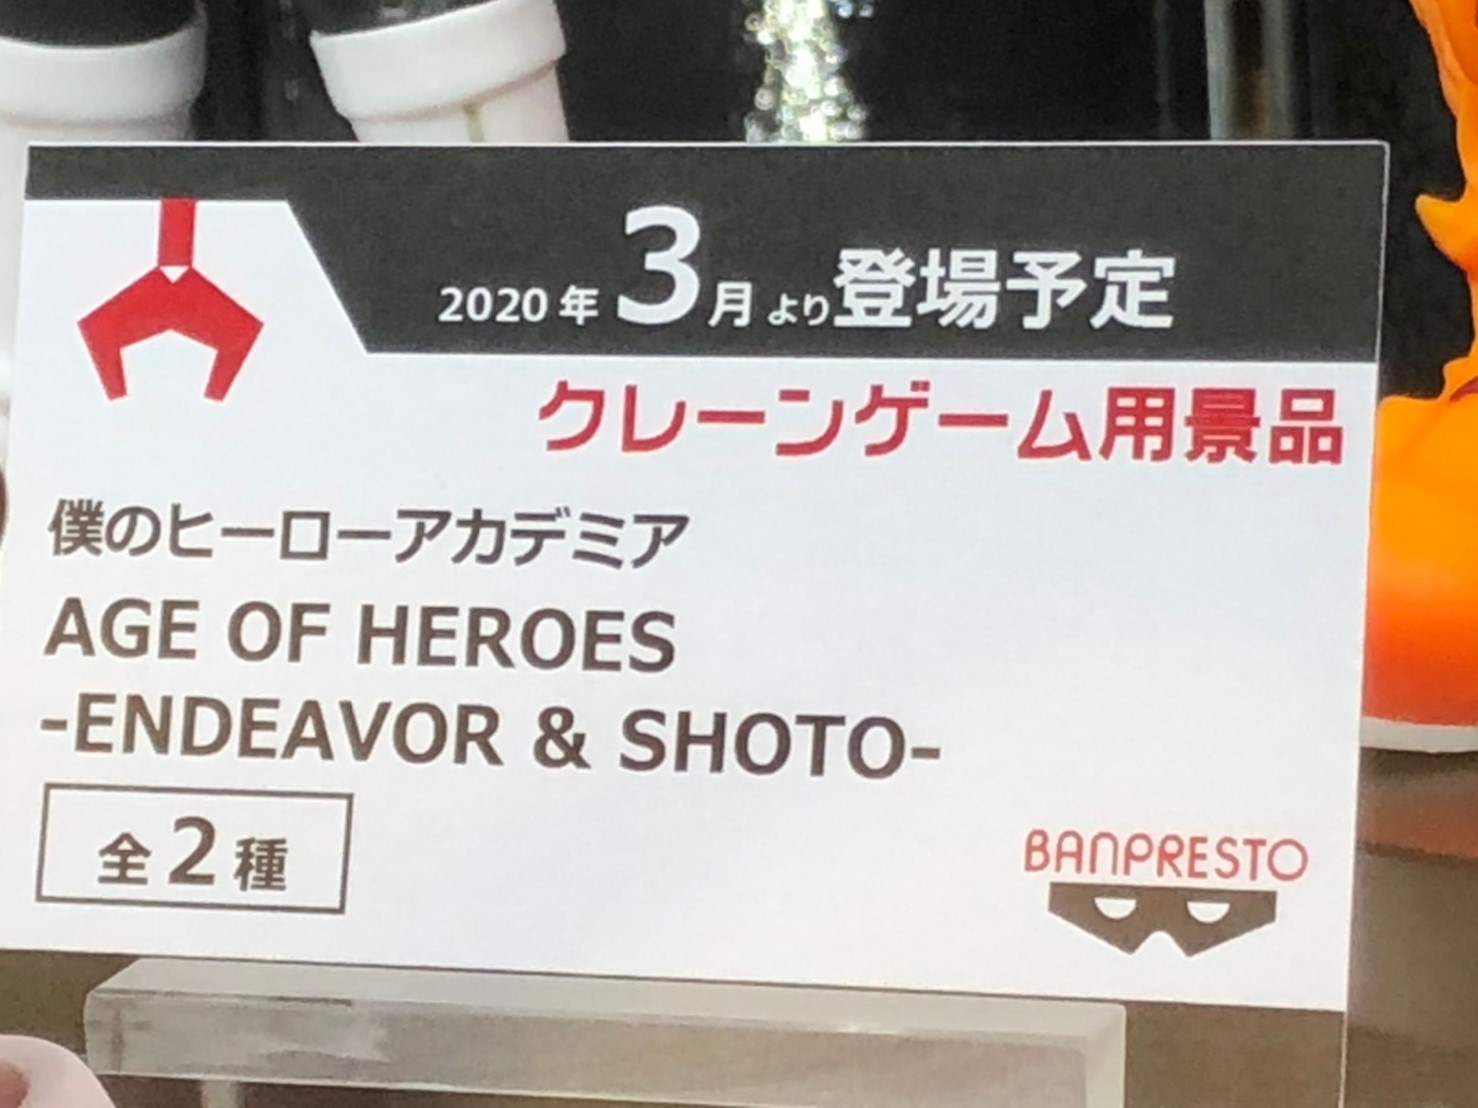 2020年3月より登場予定
クレーンゲーム用景品
僕のヒーローアカデミア
AGE OF HEROES
-ENDEAVOR & SHOTO-
全2種
BANPRESTO